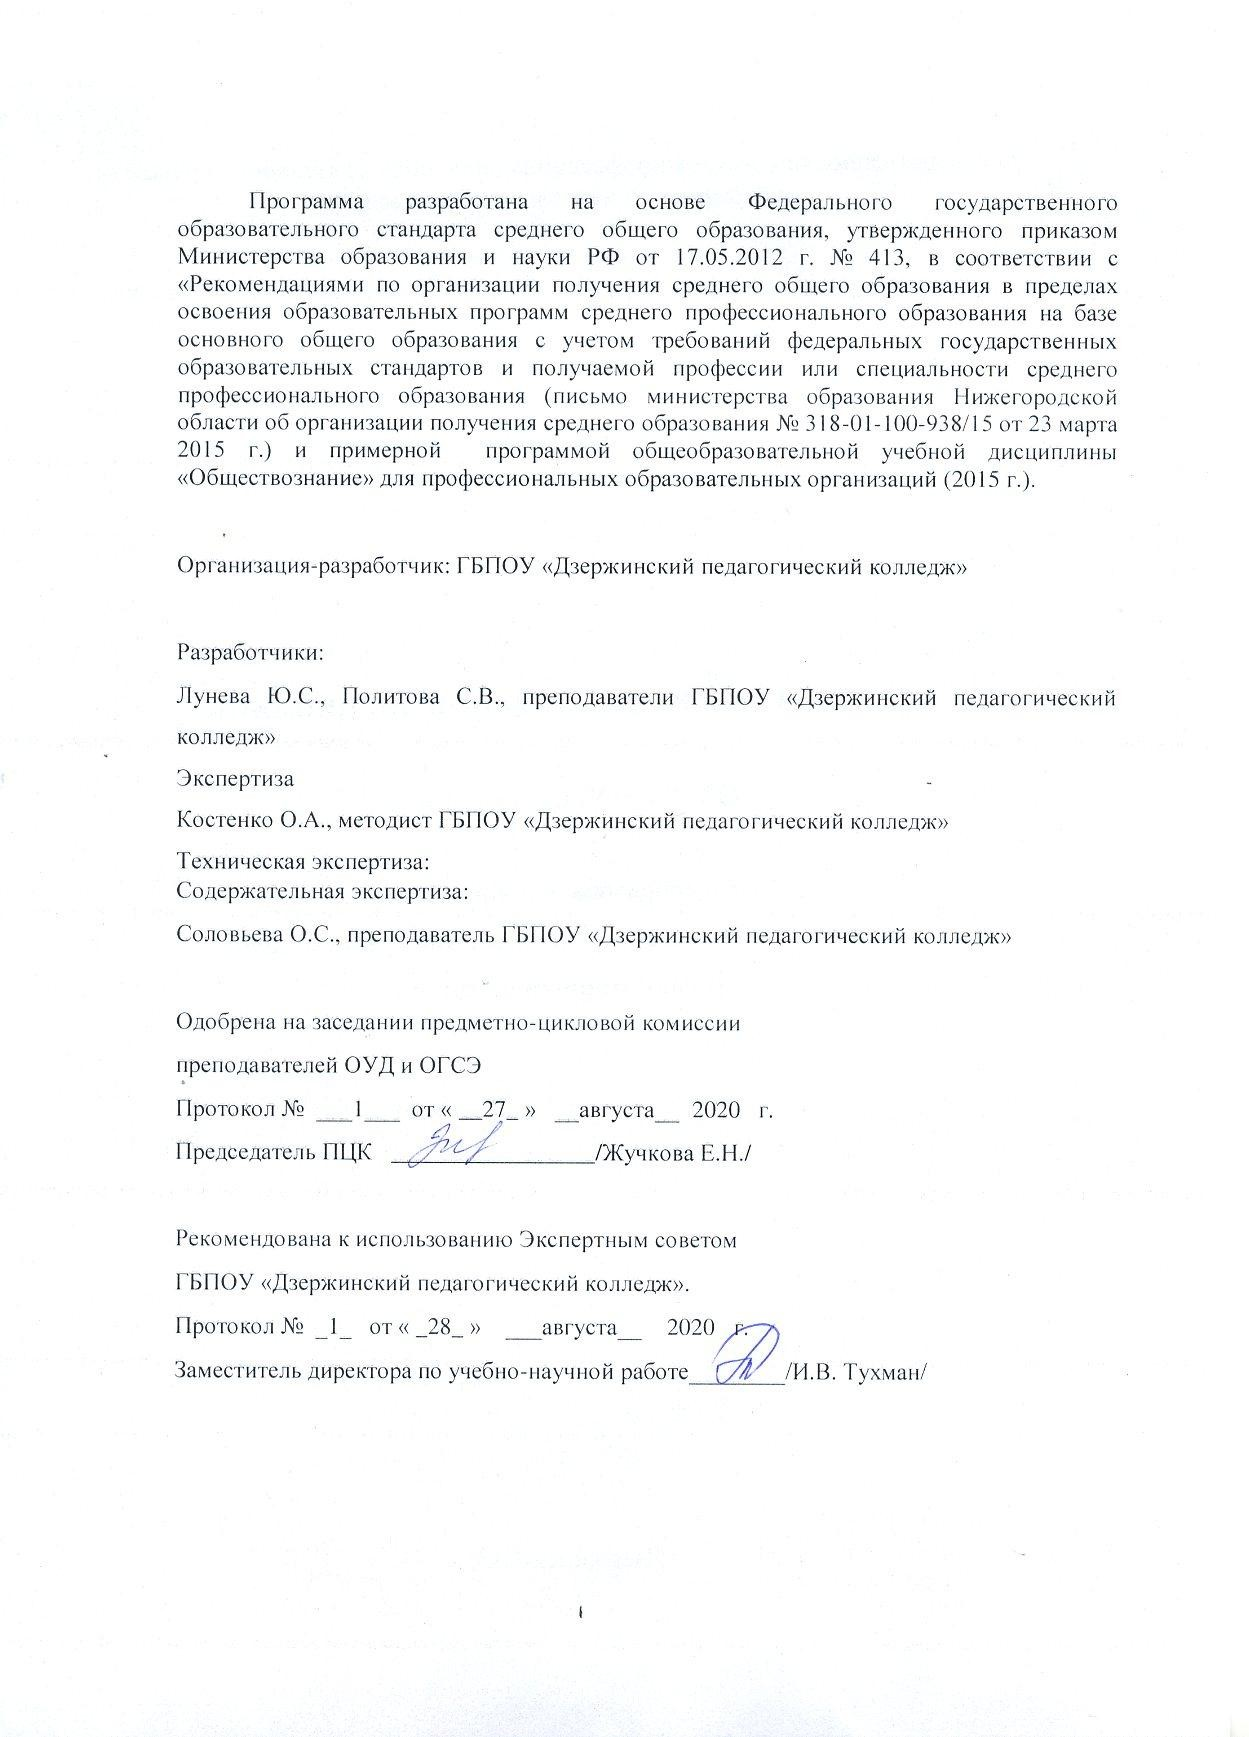 Программа разработана на основе Федерального государственного
образовательного стандарта среднего общего образования, утвержденного приказом
Министерства образования и науки РФ от 17.05.2012 г. № 413, в соответствии с
«Рекомендациями по организации получения среднего общего образования в пределах
освоения образовательных программ среднего профессионального образования на базе
основного общего образования с учетом требований федеральных государственных
образовательных стандартов и получаемой профессии или специальности среднего
профессионального образования (письмо министерства образования Нижегородской
области об организации получения среднего образования № 318-01-100-938/15 от 23 марта
2015 г.) и примерной программой общеобразовательной учебной дисциплины
«Обществознание» для профессиональных образовательных организаций (2015 г.).
Организация-разработчик: ГБПОУ «Дзержинский педагогический колледж»
Разработчики:
Лунева Ю.С., Политова С.В., преподаватели ГБПОУ «Дзержинский педагогический
колледж»
Экспертиза
Костенко О.А., методист ГБПОУ «Дзержинский педагогический колледж»
Техническая экспертиза:
Содержательная экспертиза:
Соловьева О.С., преподаватель ГБПОУ «Дзержинский педагогический колледж»
Одобрена на заседании предметно-цикловой комиссии
преподавателей ОУД и ОГСЭ
Протокол № ___1___ от « __27_ » __августа__ 2020 г.
Председатель ПЦК _________________/Жучкова Е.Н./
Рекомендована к использованию Экспертным советом
ГБПОУ «Дзержинский педагогический колледж».
Протокол № _1_ от « _28_ » ___августа__ 2020 г.
Заместитель директора по учебно-научной работе________/И.В. Тухман/